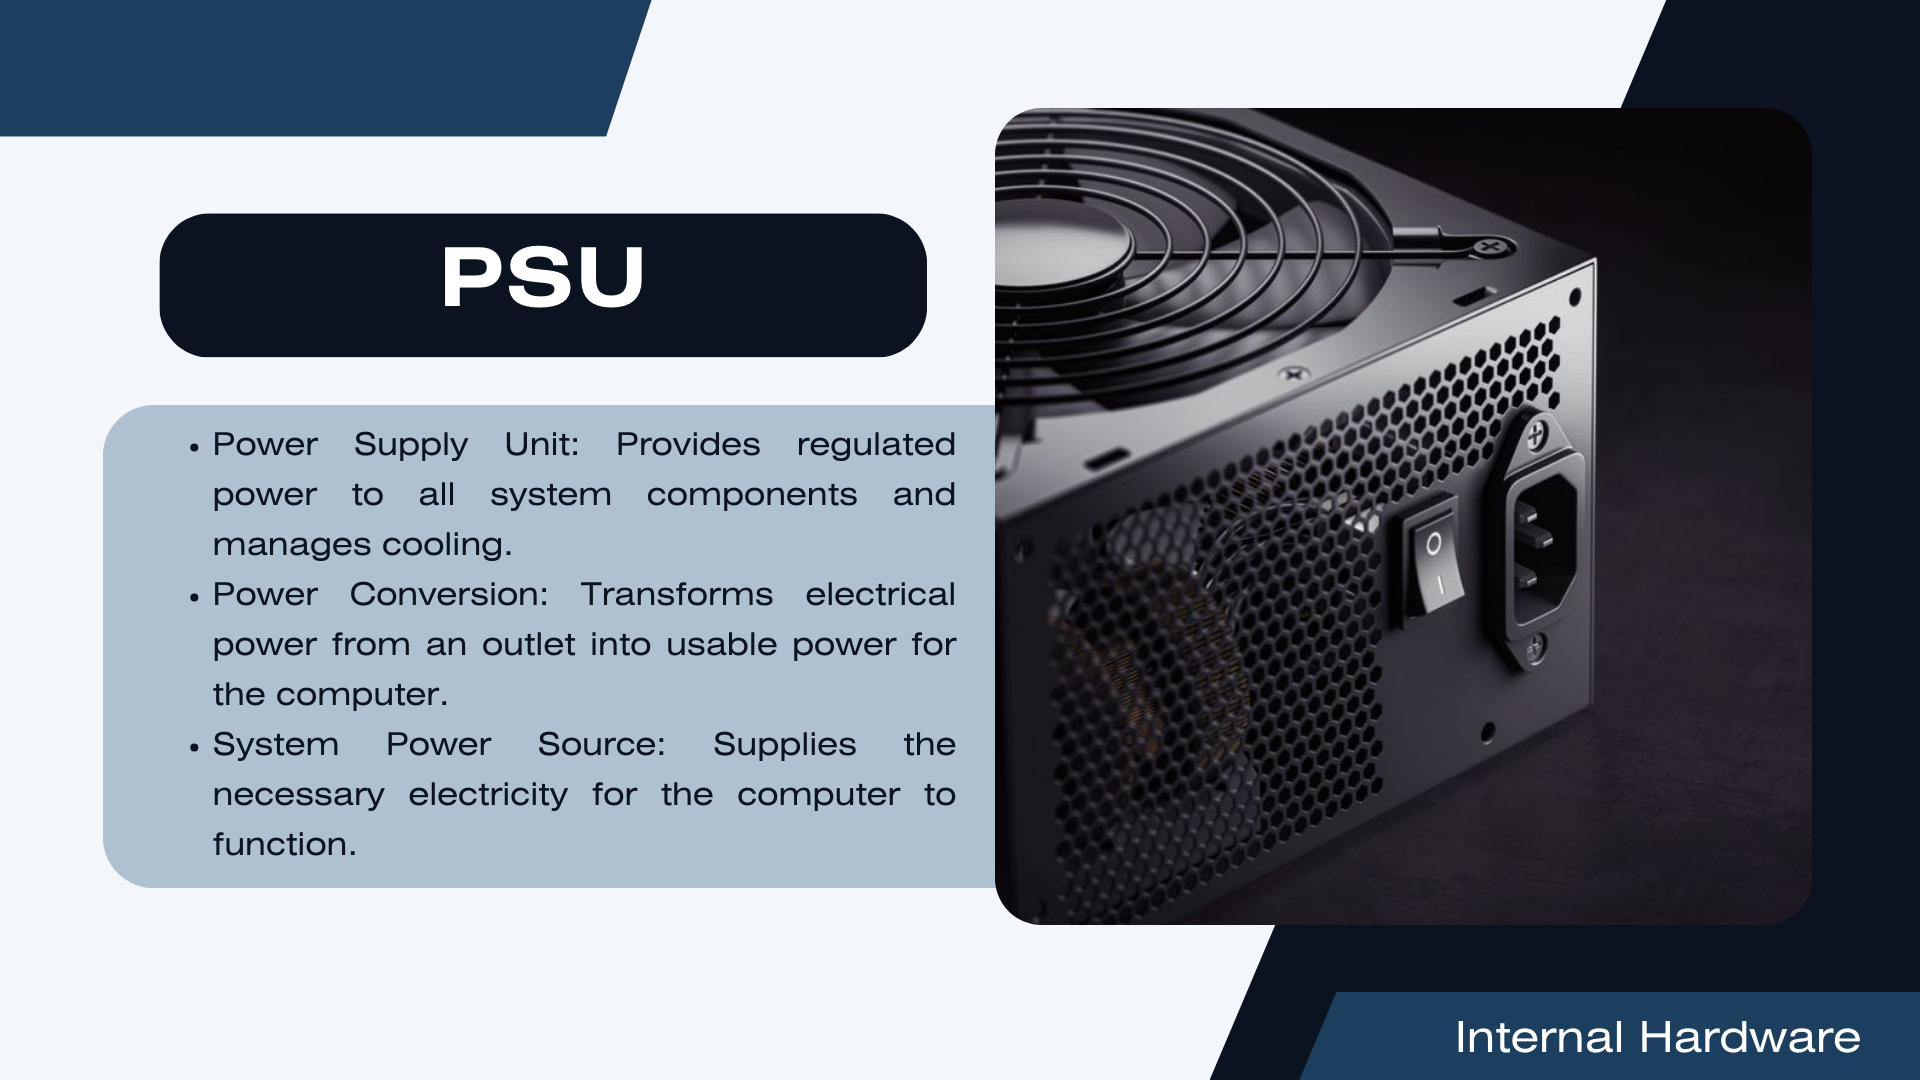 PSU
• Power Supply Unit: Provides regulated
power to all system components and
manages cooling.
• Power Conversion: Transforms electrical
power from an outlet into usable power for
the computer.
• System Power Source: Supplies the
necessary electricity for the computer to
function.
Internal Hardware